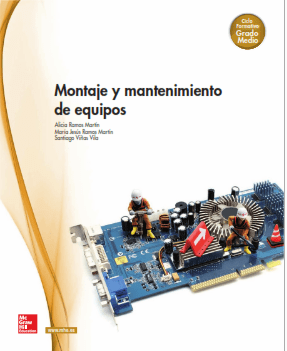 Ciclo
Formativo
Grado
Medio
Montaje y mantenimiento
de equipos
Alicia Ramos Martín
María Jesús Ramos Martín
Santiago Viñas Vila
Mc
Graw
Hill
Education
www.mhe.es